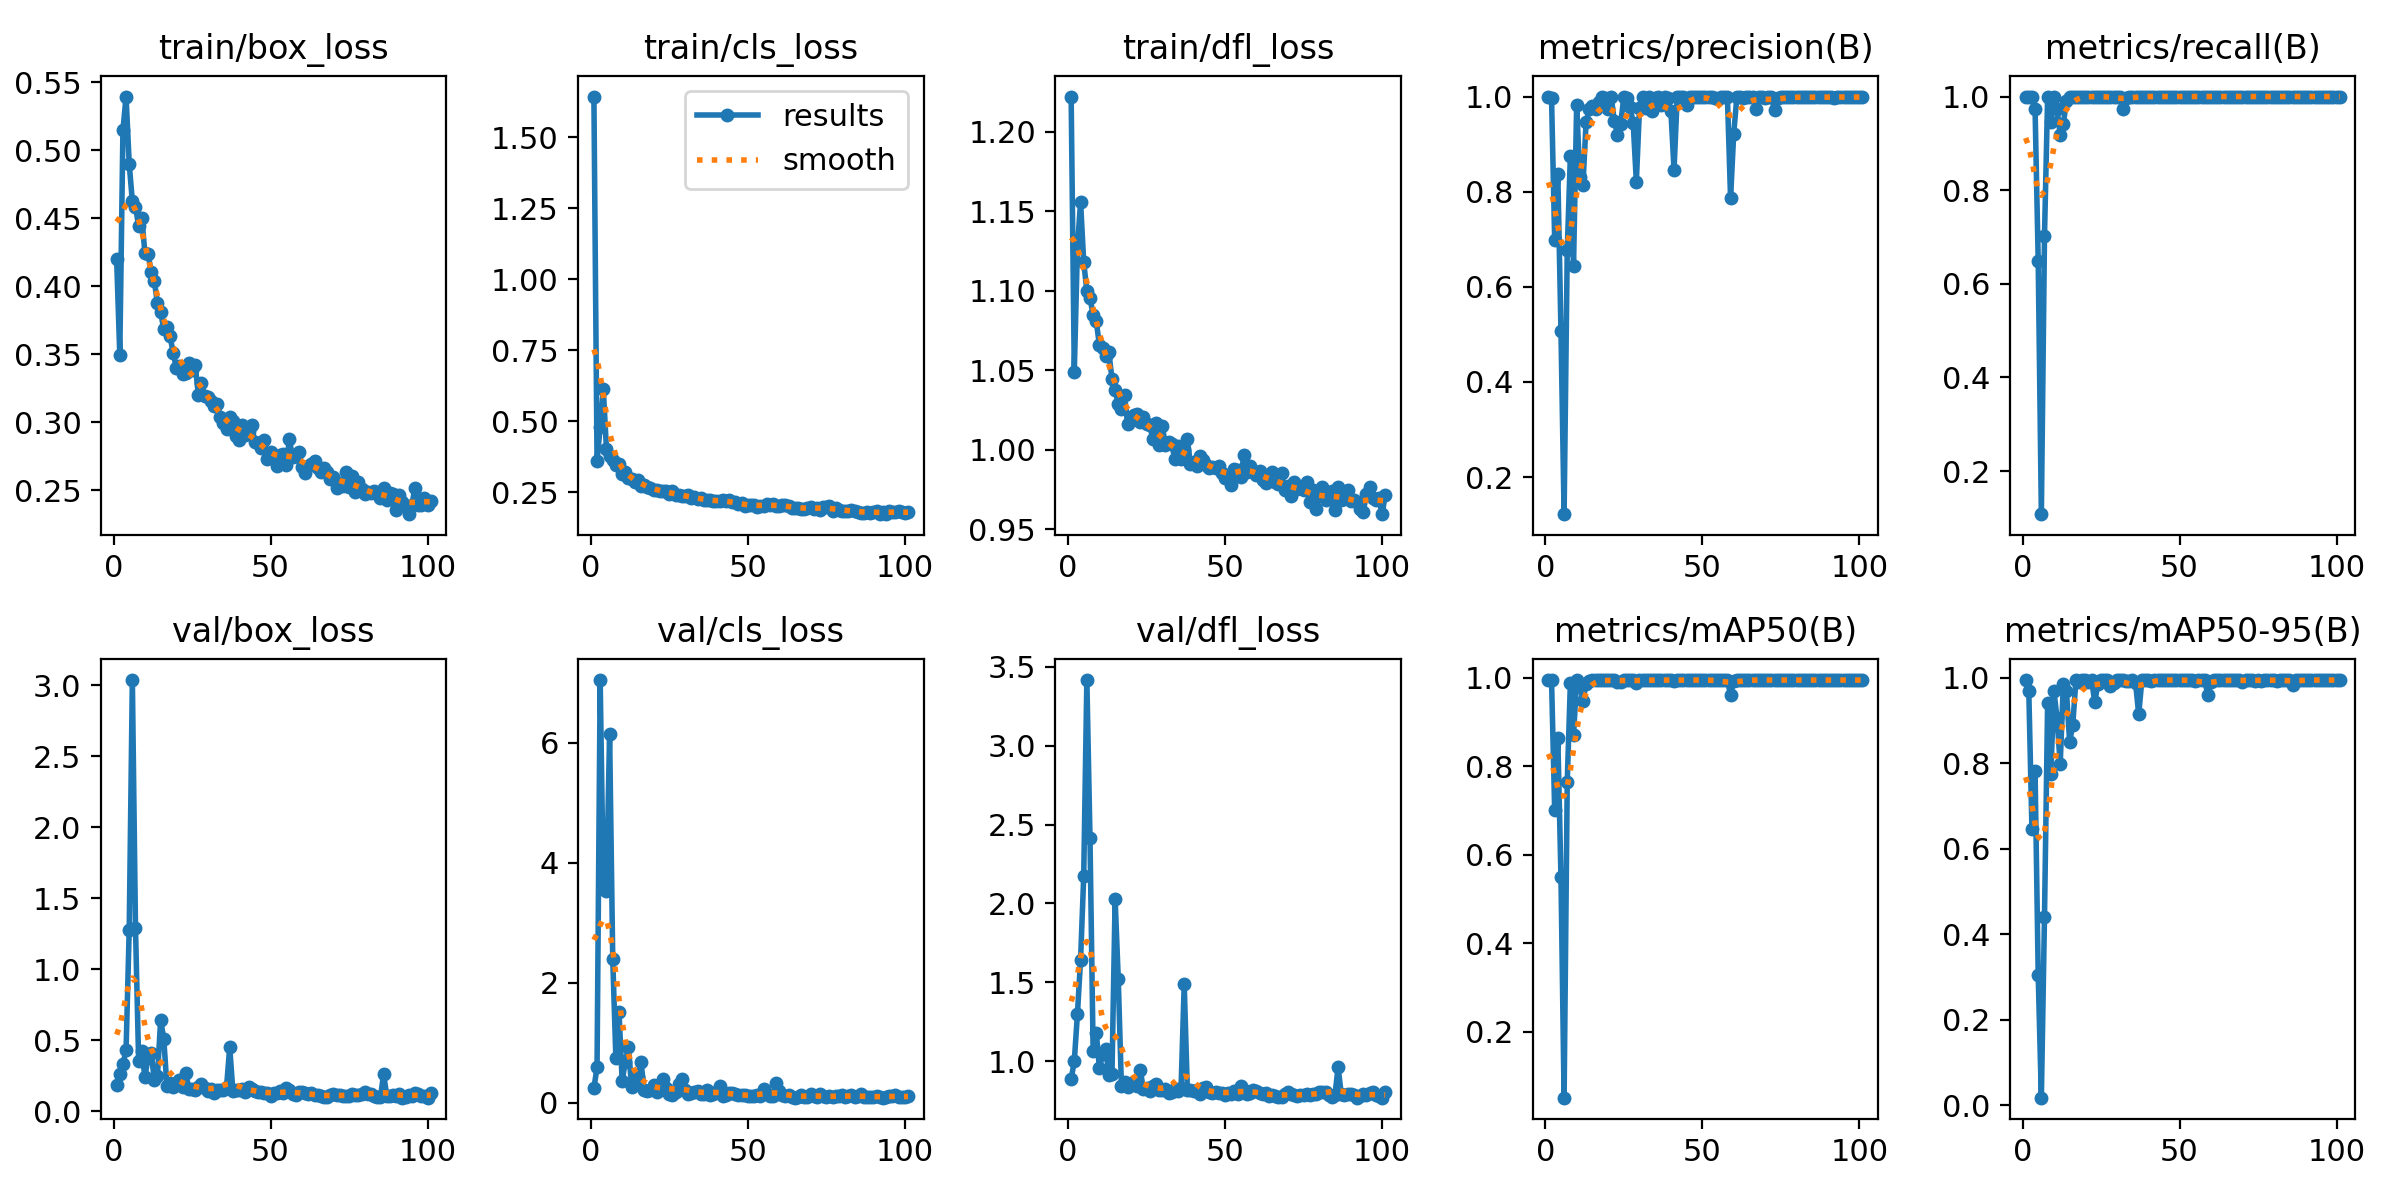 train/box_loss
train/cls_loss
train/dfl_loss
metrics/precision(B)
metrics/recall(B)
0.55
0.50
0.45
0.40
0.35
0.30
0.25
0 50 100
1.50
1.25
1.00
0.75
0.50
0.25
results
smooth
0 50 100
1.20
1.15
1.10
1.05
1.00
0.95
0 50 100
1.0
0.8
0.6
0.4
0.2
0 50 100
1.0
0.8
0.6
0.4
0.2
0 50 100
val/box_loss
val/cls_loss
val/dfl_loss
metrics/mAP50(B)
metrics/mAP50-95(B)
3.0
2.5
2.0
1.5
1.0
0.5
0.0
0 50 100
6
4
2
0
0 50 100
3.5
3.0
2.5
2.0
1.5
1.0
0 50 100
1.0
0.8
0.6
0.4
0.2
0 50 100
1.0
0.8
0.6
0.4
0.2
0.0
0 50 100